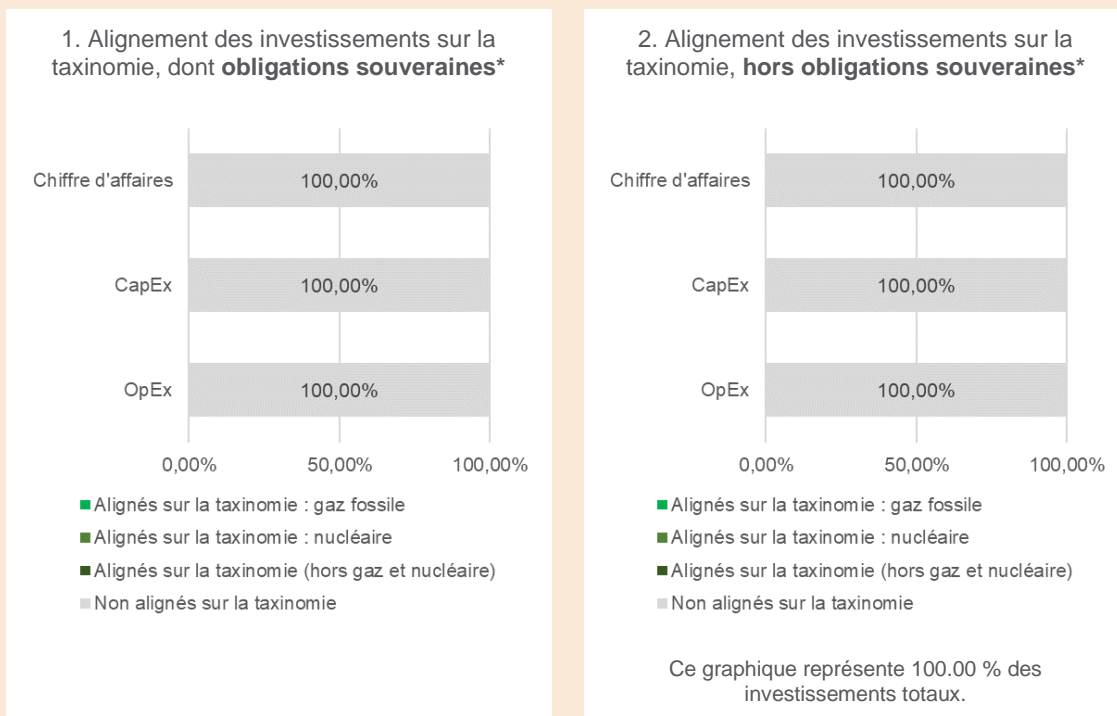 1. Alignement des investissements sur la
taxinomie, dont obligations souveraines*
Chiffre d'affaires
100,00%
CapEx
100,00%
OpEx
100,00%
0,00%
50,00%
100,00%
Alignés sur la taxinomie : gaz fossile
Alignés sur la taxinomie : nucléaire
Alignés sur la taxinomie (hors gaz et nucléaire)
Non alignés sur la taxinomie
2. Alignement des investissements sur la
taxinomie, hors obligations souveraines*
Chiffre d'affaires
100,00%
CapEx
100,00%
OpEx
100,00%
0,00%
50,00%
100,00%
Alignés sur la taxinomie : gaz fossile
Alignés sur la taxinomie : nucléaire
Alignés sur la taxinomie (hors gaz et nucléaire)
Non alignés sur la taxinomie
Ce graphique représente 100.00 % des
investissements totaux.